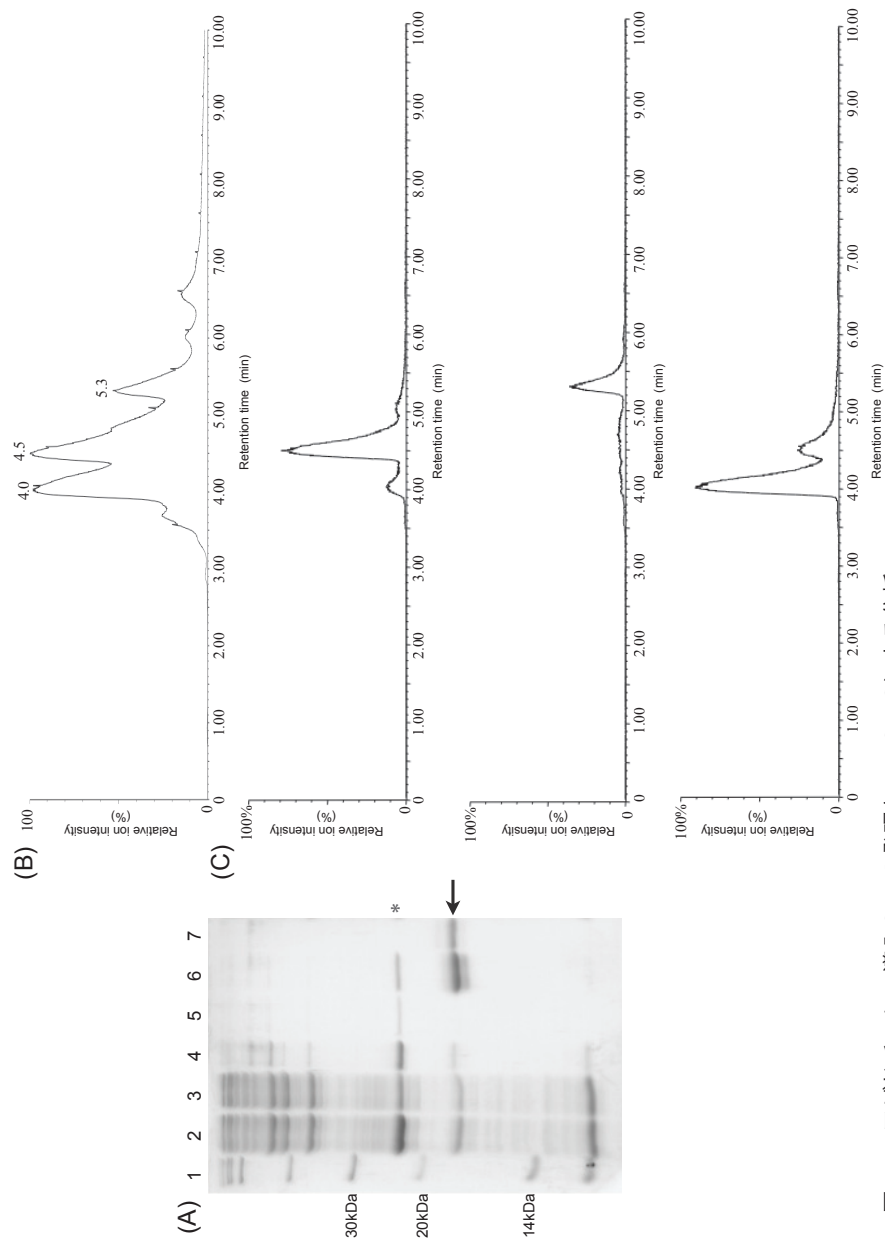 (A)
1 2 3 4 5 6 7
30kDa
20kDa
14kDa
*
(B)
100
0
Relative ion intensity
(%)
4.0
4.5
5.3
0 1.00 2.00 3.00 4.00 5.00 6.00 7.00 8.00 9.00 10.00
Retention time (min)
(C)
100%
0
Relative ion intensity
(%)
0 1.00 2.00 3.00 4.00 5.00 6.00 7.00 8.00 9.00 10.00
Retention time (min)
100%
0
Relative ion intensity
(%)
0 1.00 2.00 3.00 4.00 5.00 6.00 7.00 8.00 9.00 10.00
Retention time (min)
100%
0
Relative ion intensity
(%)
0 1.00 2.00 3.00 4.00 5.00 6.00 7.00 8.00 9.00 10.00
Retention time (min)